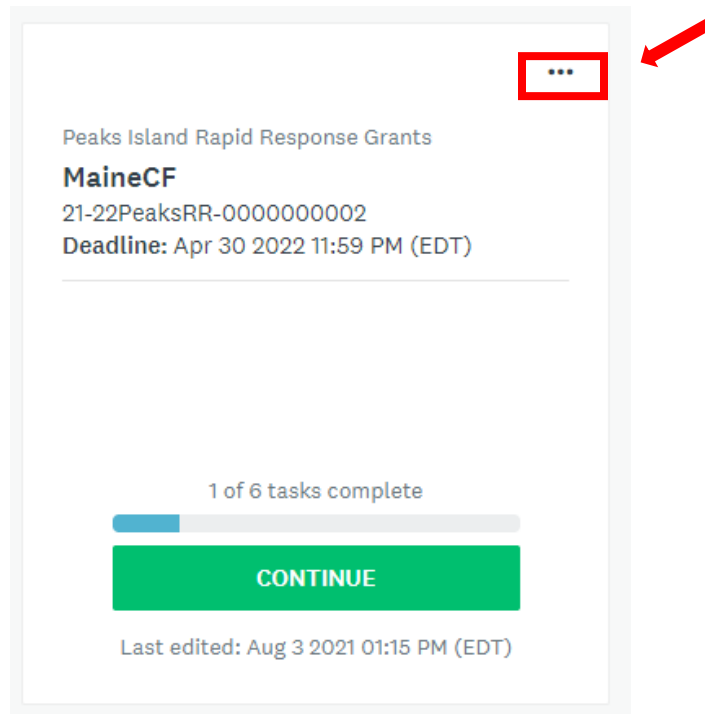 •••
Peaks Island Rapid Response Grants
MaineCF
21-22PeaksRR-0000000002
Deadline: Apr 30 2022 11:59 PM (EDT)
1 of 6 tasks complete
CONTINUE
Last edited: Aug 3 2021 01:15 PM (EDT)